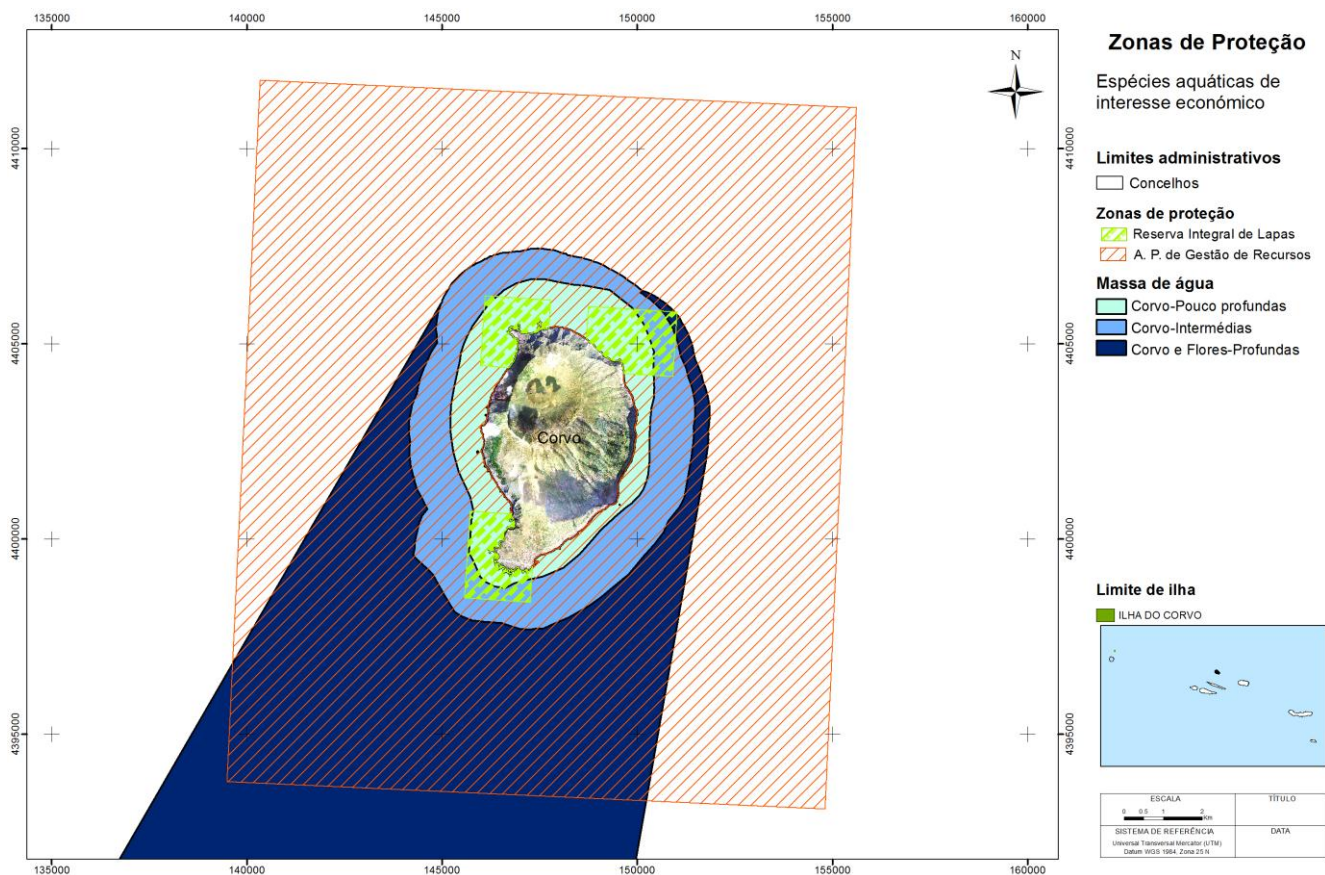 135000 140000 145000 150000 155000 160000
4410000 4410000
4405000 4405000
4400000 4400000
4395000 4395000
135000 140000 145000 150000 155000 160000
N
Corvo
Zonas de Proteção
Espécies aquáticas de
interesse económico
Limites administrativos
Concelhos
Zonas de proteção
Reserva Integral de Lapas
A. P. de Gestão de Recursos
Massa de água
Corvo-Pouco profundas
Corvo-Intermédias
Corvo e Flores-Profundas
Limite de ilha
ILHA DO CORVO
ESCALA
0 0.5 1 2
Km
TÍTULO
SISTEMA DE REFERÊNCIA
Universal Transversal Mercator (UTM)
Datum WGS 1984, Zona 25 N
DATA